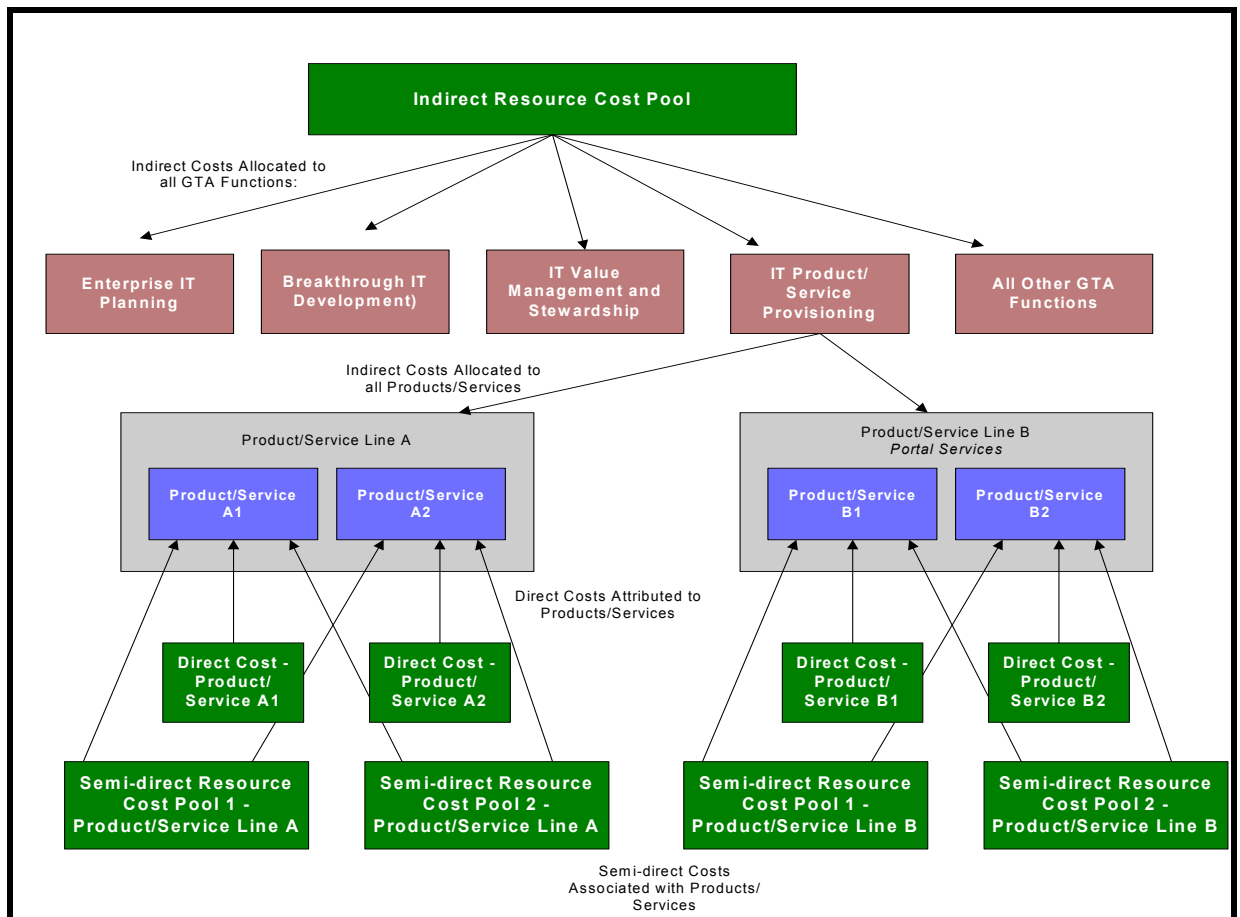 Indirect Resource Cost Pool
Indirect Costs Allocated to
all GTA Functions:
Enterprise IT
Planning
Breakthrough IT
Development)
IT Value
Management and
Stewardship
IT Product/
Service
Provisioning
All Other GTA
Functions
Indirect Costs Allocated to
all Products/Services
Product/Service Line A
Product/Service
A1
Product/Service
A2
Product/Service Line B
Portal Services
Product/Service
B1
Product/Service
B2
Direct Costs Attributed to
Products/Services
Direct Cost -
Product/
Service A1
Direct Cost -
Product/
Service A2
Direct Cost -
Product/
Service B1
Direct Cost -
Product/
Service B2
Semi-direct Resource
Cost Pool 1 -
Product/Service Line A
Semi-direct Resource
Cost Pool 2 -
Product/Service Line A
Semi-direct Resource
Cost Pool 1 -
Product/Service Line B
Semi-direct Resource
Cost Pool 2 -
Product/Service Line B
Semi-direct Costs
Associated with Products/
Services